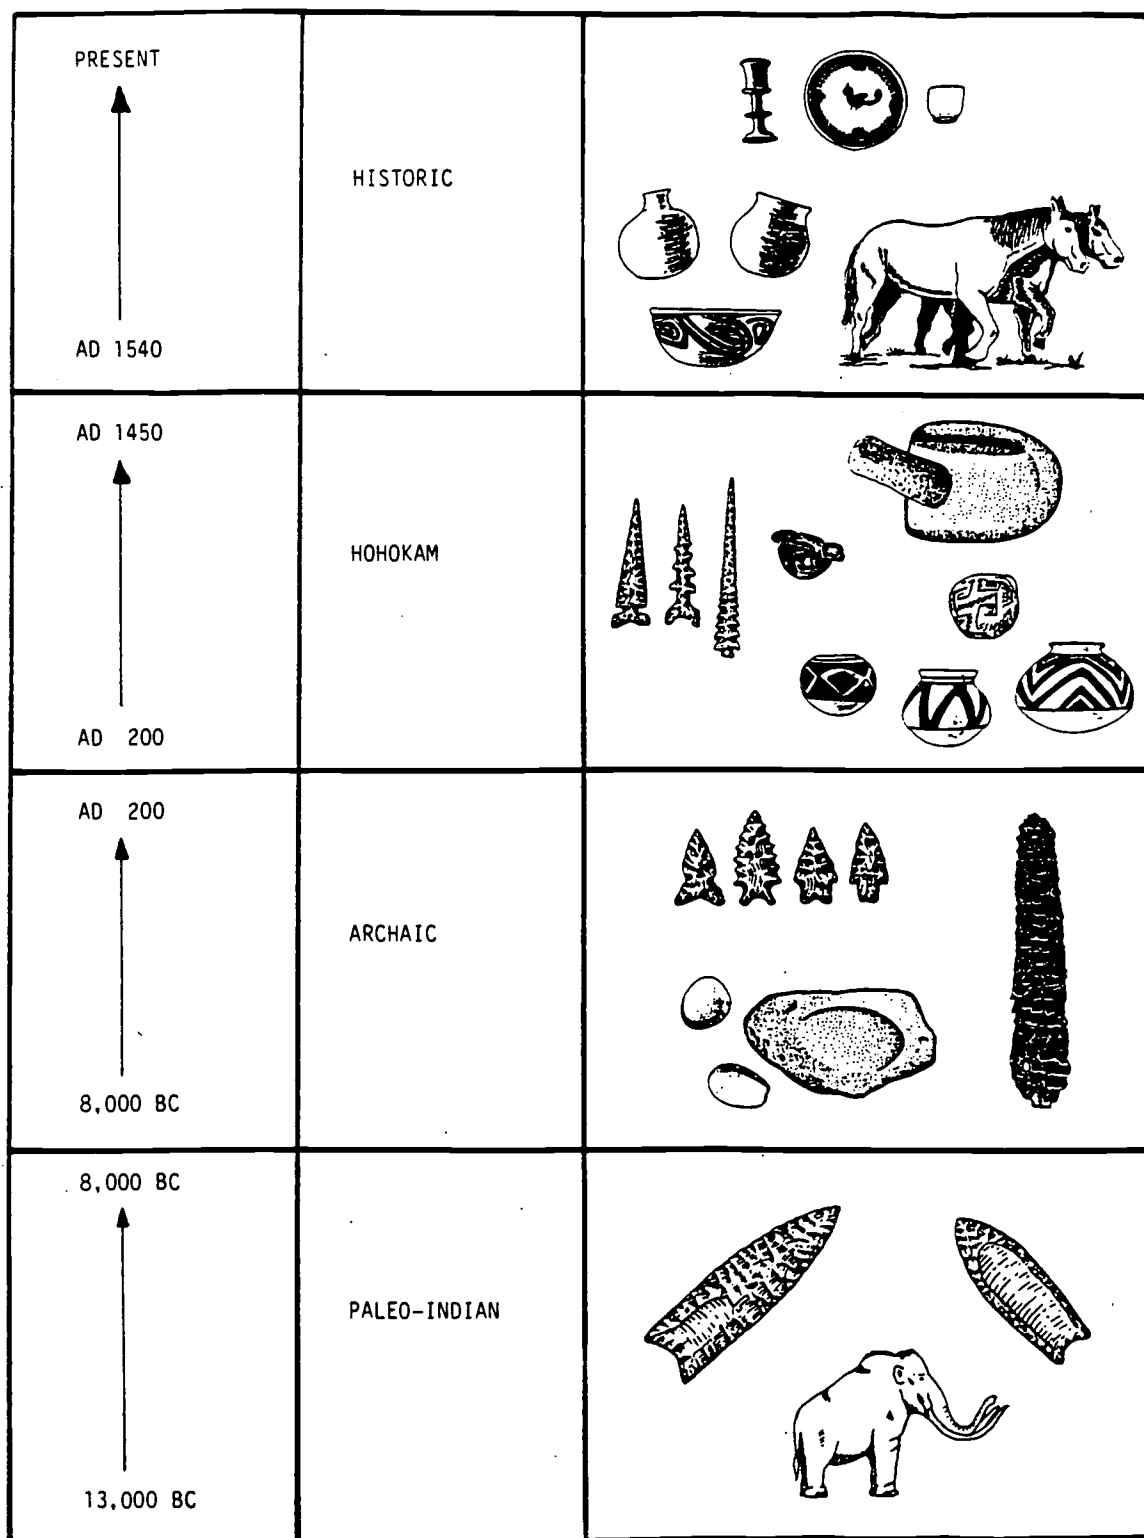 PRESENT
HISTORIC
AD 1540
AD 1450
HOHOKAM
AD 200
AD 200
ARCHAIC
8,000 BC
8,000 BC
PALEO-INDIAN
13,000 BC